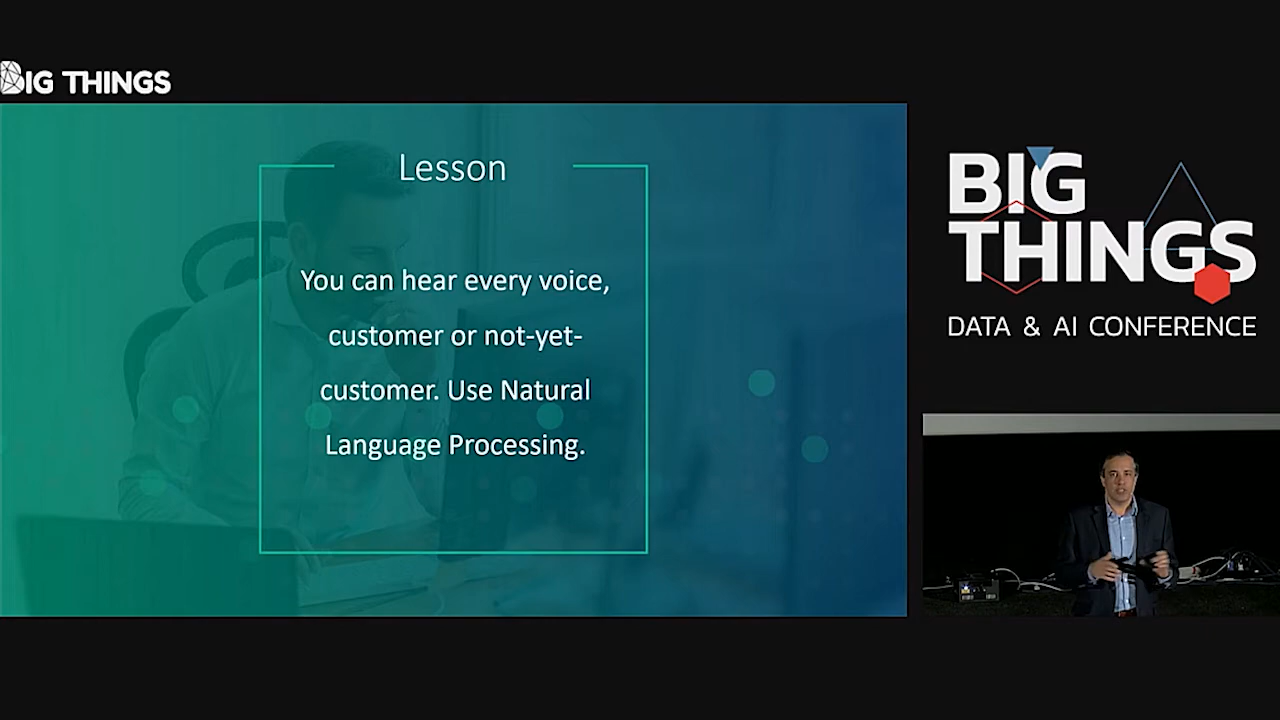 BIG THINGS
Lesson
You can hear every voice,
customer or not-yet-
customer. Use Natural
Language Processing.
BIG
THINGS
DATA & AI CONFERENCE